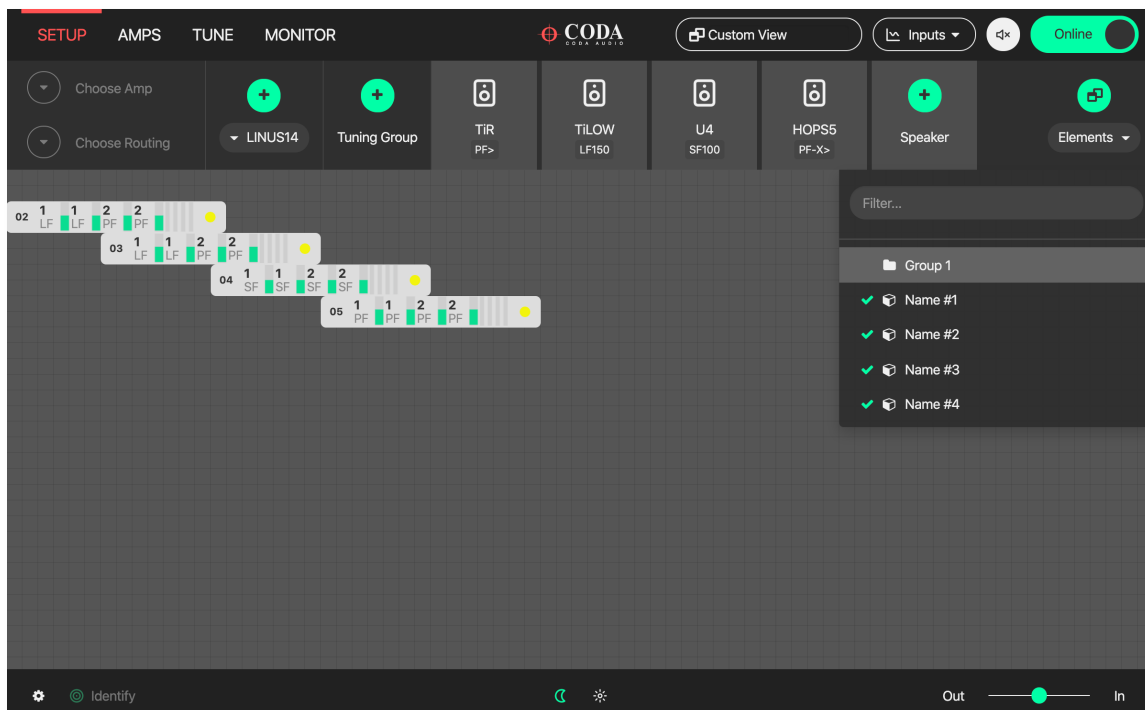 SETUP AMPS TUNE MONITOR CODA Custom View Inputs Online
CODA AUDIO
Choose Amp
Choose Routing
LINUS14
Tuning Group
TiR
PF>
TiLOW
LF150
U4
SF100
HOPS5
PF-X>
Speaker
Elements
Filter...
Group 1
Name #1
Name #2
Name #3
Name #4
02 1 1 2 2
LF LF PF PF
03 1 1 2 2
LF LF PF PF
04 1 1 2 2
SF SF SF SF
05 1 1 2 2
PF PF PF PF
Identify Out In